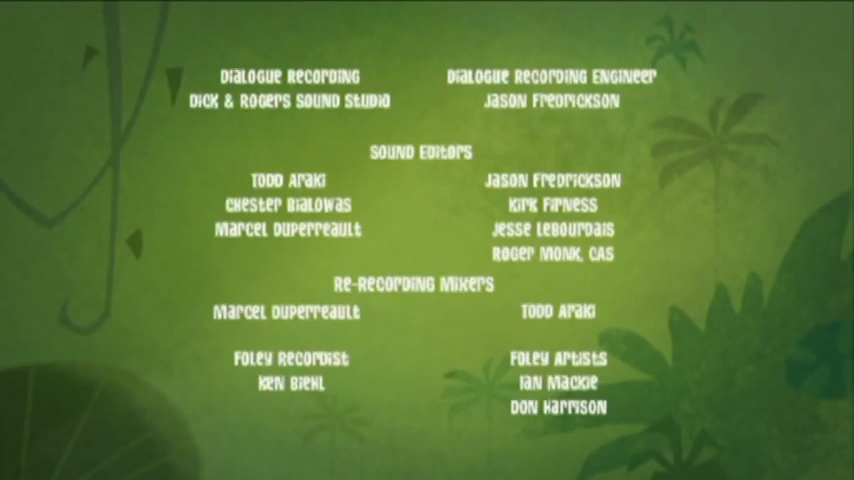 Dialogue Recording
Dick & Rogers Sound Studio
Dialogue Recording Engineer
Jason Fredrickson
Sound Editors
Todd Araki
Chester Bialowas
Marcel Duperreault
Jason Fredrickson
Kirk Firness
Jesse LeBourdais
Roger Monk, CAS
Re-Recording Mixers
Marcel Duperreault
Todd Araki
Foley Recordist
Ken Biehl
Foley Artists
Ian Mackie
Don Harrison